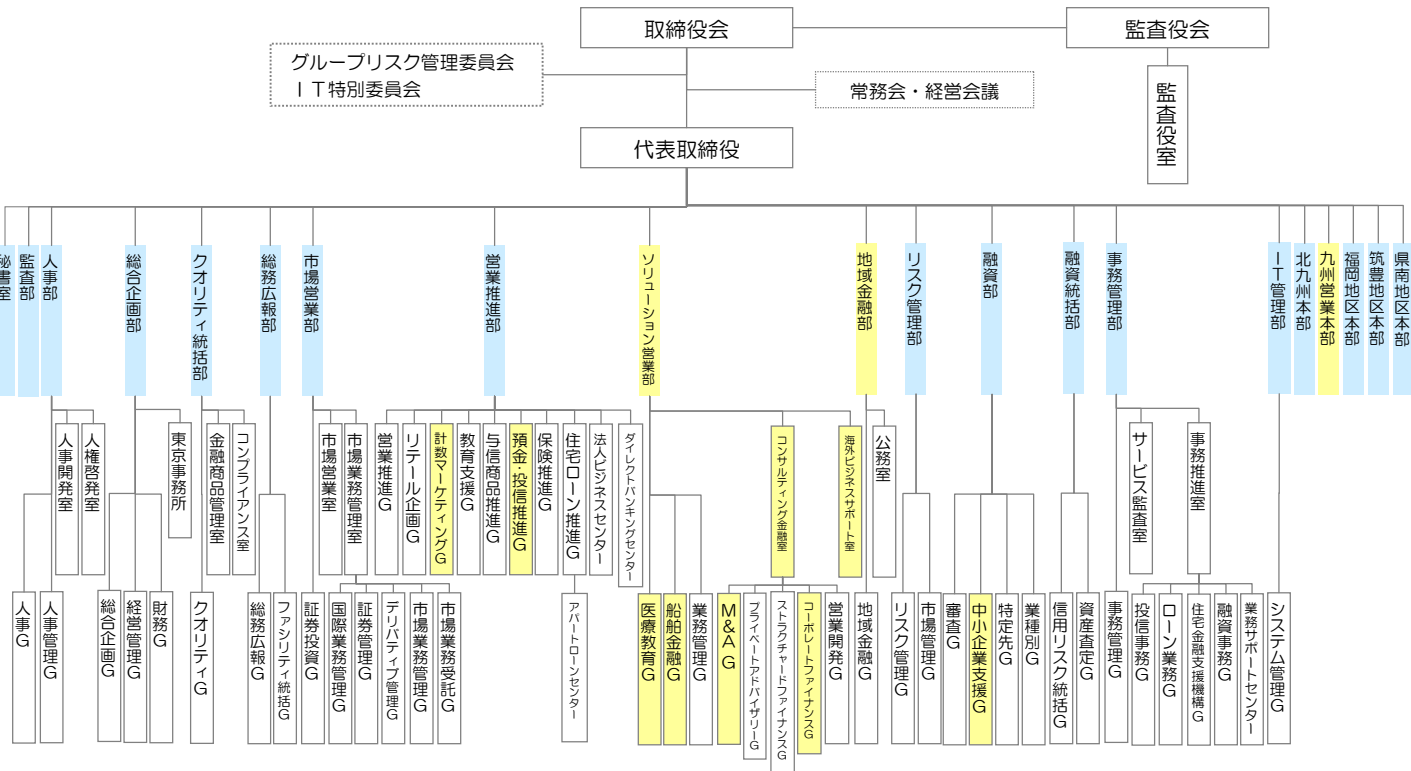 取締役会
監査役会
グループリスク管理委員会
ＩＴ特別委員会
常務会・経営会議
監査役室
代表取締役
秘書室
監査部
人事部
総合企画部
クオリティ統括部
総務広報部
市場営業部
営業推進部
ソリューション営業部
地域金融部
リスク管理部
融資部
融資統括部
事務管理部
ＩＴ管理部
北九州本部
九州営業本部
福岡地区本部
筑豊地区本部
県南地区本部
人事開発室
人権啓発室
東京事務所
金融商品管理室
コンプライアンス室
市場営業室
市場業務管理室
営業推進Ｇ
リテール企画Ｇ
計数マーケティングＧ
教育支援Ｇ
与信商品推進Ｇ
預金・投信推進Ｇ
保険推進Ｇ
住宅ローン推進Ｇ
法人ビジネスセンター
ダイレクトバンキングセンター
コンサルティング金融室
海外ビジネスサポート室
公務室
サービス監査室
事務推進室
人事Ｇ
人事管理Ｇ
総合企画Ｇ
経営管理Ｇ
財務Ｇ
クオリティＧ
総務広報Ｇ
ファシリティ統括Ｇ
証券投資Ｇ
国際業務管理Ｇ
証券管理Ｇ
デリバティブ管理Ｇ
市場業務管理Ｇ
市場業務受託Ｇ
アパートローンセンター
医療教育Ｇ
船舶金融Ｇ
業務管理Ｇ
Ｍ＆ＡＧ
プライベートアドバイザリーＧ
ストラクチャードファイナンスＧ
コーポレートファイナンスＧ
営業開発Ｇ
地域金融Ｇ
リスク管理Ｇ
市場管理Ｇ
審査Ｇ
中小企業支援Ｇ
特定先Ｇ
業種別Ｇ
信用リスク統括Ｇ
資産査定Ｇ
事務管理Ｇ
投信事務Ｇ
ローン業務Ｇ
住宅金融支援機構Ｇ
融資事務Ｇ
業務サポートセンター
システム管理Ｇ